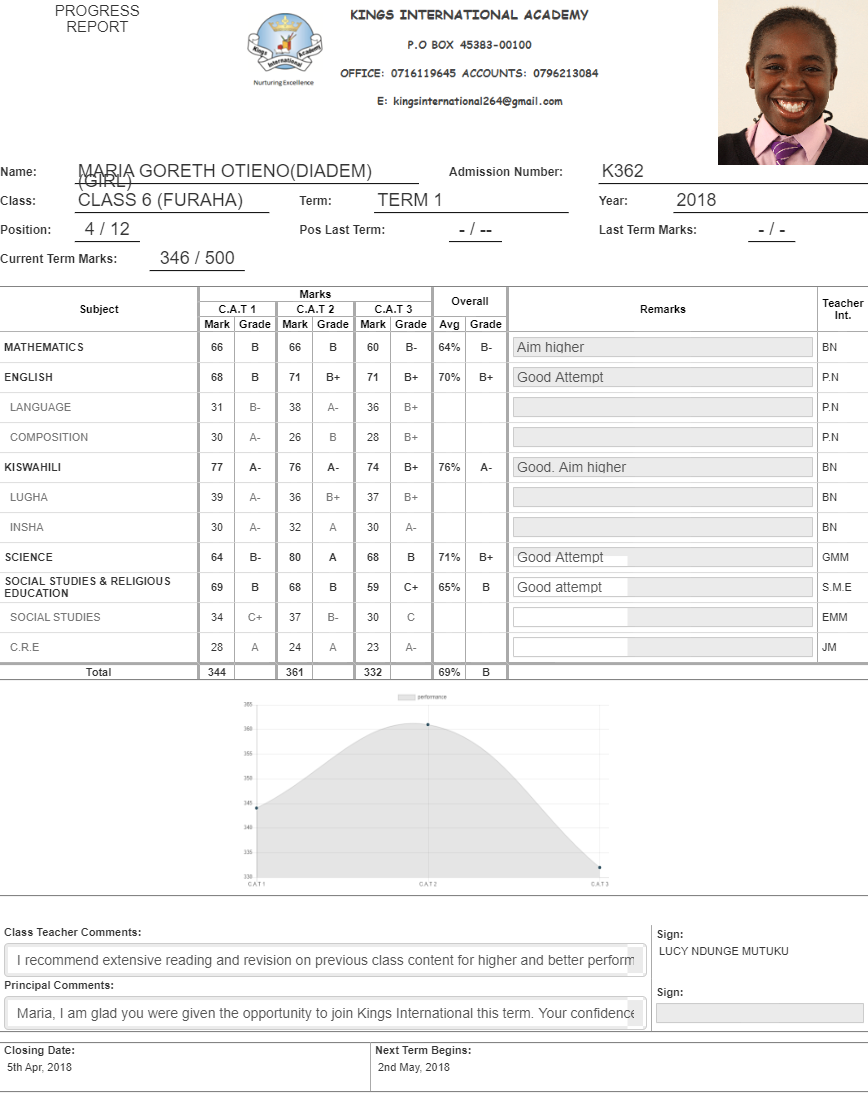 PROGRESS
REPORT
KINGS INTERNATIONAL ACADEMY
P.O BOX 45383-00100
OFFICE: 0716119645 ACCOUNTS: 0796213084
E: kingsinternational264@gmail.com
Kings International Academy
Nurturing Excellence
Name: MARIA GORETH OTIENO(DIADEM) (GIRL) Admission Number: K362
Class: CLASS 6 (FURAHA) Term: TERM 1 Year: 2018
Position: 4 / 12 Pos Last Term: - / -- Last Term Marks: - / -
Current Term Marks: 346 / 500
Subject Marks Overall Remarks Teacher Int.
C.A.T 1 C.A.T 2 C.A.T 3
Mark Grade Mark Grade Mark Grade Avg Grade
MATHEMATICS 66 B 66 B 60 B- 64% B- Aim higher BN
ENGLISH 68 B 71 B+ 71 B+ 70% B+ Good Attempt P.N
LANGUAGE 31 B- 38 A- 36 B+ P.N
COMPOSITION 30 A- 26 B 28 B+ P.N
KISWAHILI 77 A- 76 A- 74 B+ 76% A- Good. Aim higher BN
LUGHA 39 A- 36 B+ 37 B+ BN
INSHA 30 A- 32 A 30 A- BN
SCIENCE 64 B- 80 A 68 B 71% B+ Good Attempt GMM
SOCIAL STUDIES & RELIGIOUS EDUCATION 69 B 68 B 59 C+ 65% B Good attempt S.M.E
SOCIAL STUDIES 34 C+ 37 B- 30 C EMM
C.R.E 28 A 24 A 23 A- JM
Total 344 361 332 69% B
performance
365
360
355
350
345
340
335
330
CAT1 CAT2 CAT3
Class Teacher Comments: Sign:
I recommend extensive reading and revision on previous class content for higher and better perform LUCY NDUNGE MUTUKU
Principal Comments: Sign:
Maria, I am glad you were given the opportunity to join Kings International this term. Your confidence
Closing Date: Next Term Begins:
5th Apr, 2018 2nd May, 2018